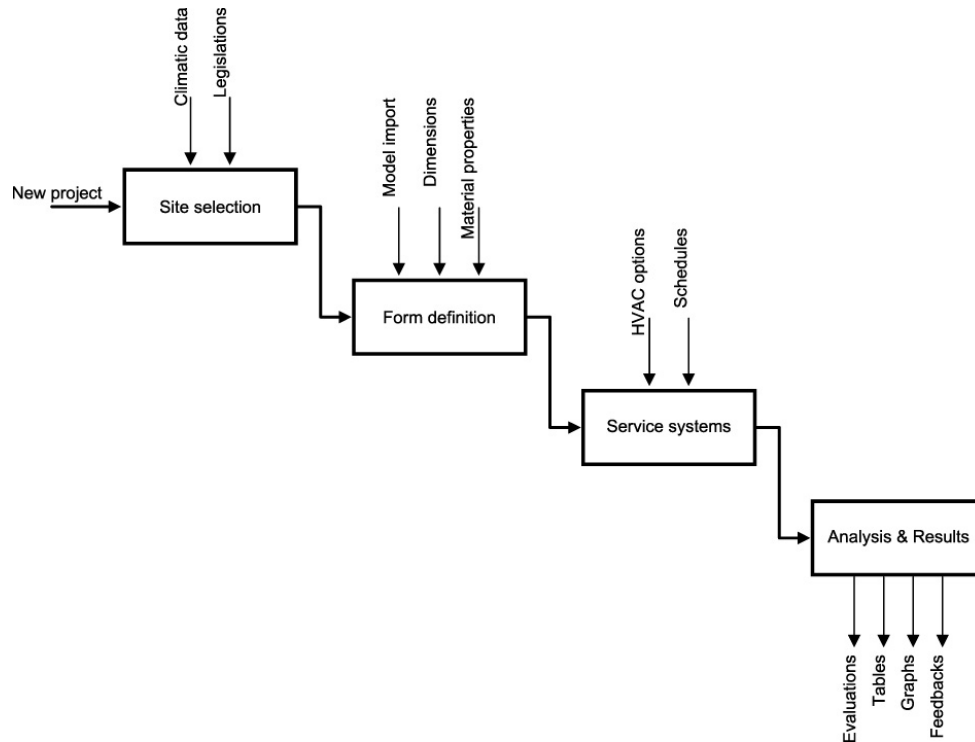 Climatic data
Legislations
New project
Site selection
Model import
Dimensions
Material properties
Form definition
HVAC options
Schedules
Service systems
Analysis & Results
Evaluations
Tables
Graphs
Feedbacks